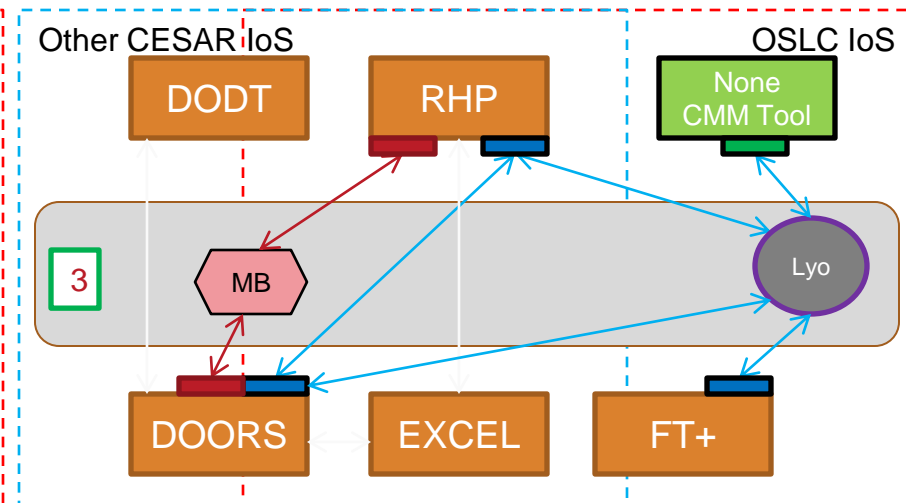 Other CESAR IoS
OSLC IoS
DODT
RHP
None
CMM Tool
3
MB
Lyo
DOORS
EXCEL
FT+